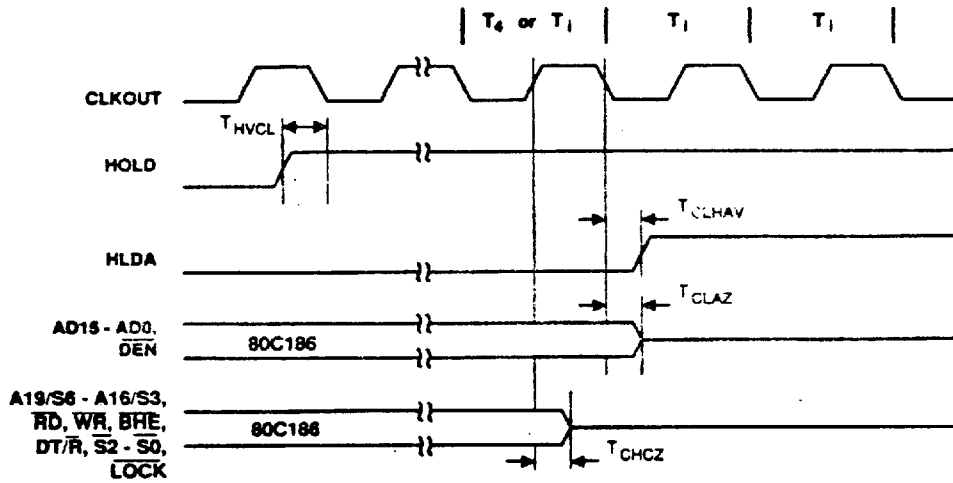 T4 or Ti
Ti
Ti
CLKOUT
THVCL
HOLD
TCLHAV
HLDA
TCLAZ
AD15 - AD0,
DEN
80C186
A19/S6 - A16/S3,
RD, WR, BHE,
DT/R, S2 - S0,
LOCK
80C186
TCHCZ